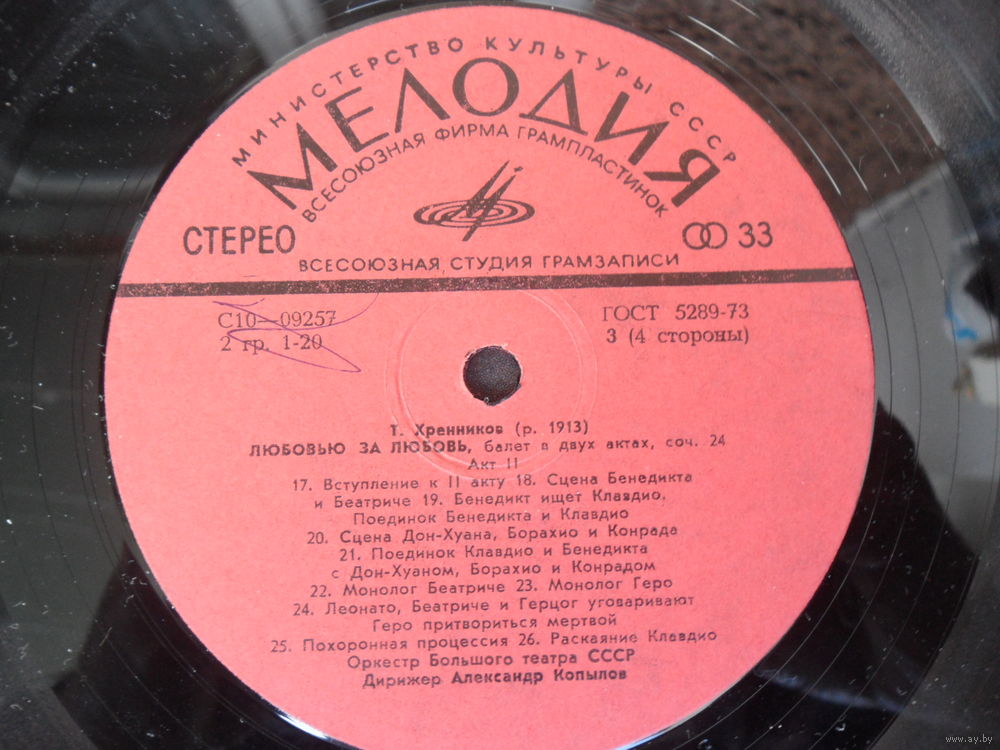 МИНИСТЕРСТВО КУЛЬТУРЫ СССР
МЕЛОДИЯ
ВСЕСОЮЗНАЯ ФИРМА ГРАМПЛАСТИНОК
СТЕРЕО
33
ВСЕСОЮЗНАЯ СТУДИЯ ГРАМЗАПИСИ
С10—09257
ГОСТ 5289-73
2 гр. 1-20
3 (4 стороны)
Т. Хренников (р. 1913)
ЛЮБОВЬЮ ЗА ЛЮБОВЬ, балет в двух актах, соч. 24
Акт II
17. Вступление к II акту 18. Сцена Бенедикта
и Беатриче 19. Бенедикт ищет Клавдио.
Поединок Бенедикта и Клавдио
20. Сцена Дон-Хуана, Борахио и Конрада
21. Поединок Клавдио и Бенедикта
с Дон-Хуаном, Борахио и Конрадом
22. Монолог Беатриче 23. Монолог Геро
24. Леонато, Беатриче и Герцог уговаривают
Геро притвориться мертвой
25. Похоронная процессия 26. Раскаяние Клавдио
Оркестр Большого театра СССР
Дирижер Александр Копылов
www.ay.by